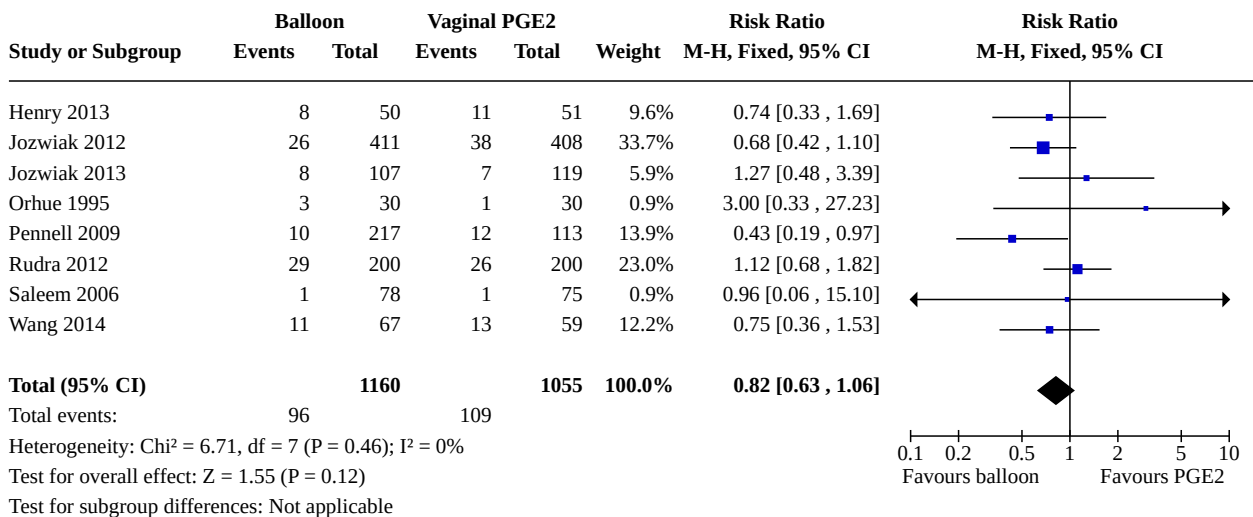 Balloon Vaginal PGE2 Risk Ratio Risk Ratio
Study or Subgroup Events Total Events Total Weight M-H, Fixed, 95% CI M-H, Fixed, 95% CI
Henry 2013 8 50 11 51 9.6% 0.74 [0.33 , 1.69]
Jozwiak 2012 26 411 38 408 33.7% 0.68 [0.42 , 1.10]
Jozwiak 2013 8 107 7 119 5.9% 1.27 [0.48 , 3.39]
Orhue 1995 3 30 1 30 0.9% 3.00 [0.33 , 27.23]
Pennell 2009 10 217 12 113 13.9% 0.43 [0.19 , 0.97]
Rudra 2012 29 200 26 200 23.0% 1.12 [0.68 , 1.82]
Saleem 2006 1 78 1 75 0.9% 0.96 [0.06 , 15.10]
Wang 2014 11 67 13 59 12.2% 0.75 [0.36 , 1.53]
Total (95% CI) 1160 1055 100.0% 0.82 [0.63 , 1.06]
Total events: 96 109
Heterogeneity: Chi² = 6.71, df = 7 (P = 0.46); I² = 0%
0.1 0.2 0.5 1 2 5 10
Test for overall effect: Z = 1.55 (P = 0.12)
Favours balloon Favours PGE2
Test for subgroup differences: Not applicable